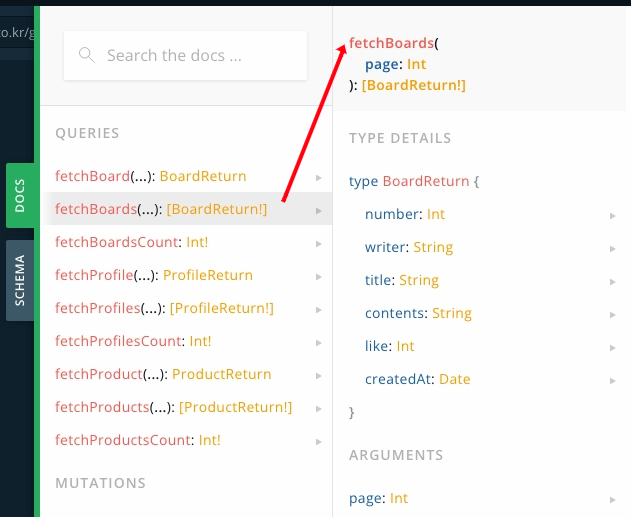 to.kr/g
DOCS
SCHEMA
Search the docs ...
QUERIES
fetchBoard(...): BoardReturn
fetchBoards(...): [BoardReturn!]
fetchBoardsCount: Int!
fetchProfile(...): ProfileReturn
fetchProfiles(...): [ProfileReturn!]
fetchProfilesCount: Int!
fetchProduct(...): ProductReturn
fetchProducts(...): [ProductReturn!]
fetchProductsCount: Int!
MUTATIONS
fetchBoards(
page: Int
): [BoardReturn!]
TYPE DETAILS
type BoardReturn {
number: Int
writer: String
title: String
contents: String
like: Int
createdAt: Date
}
ARGUMENTS
page: Int